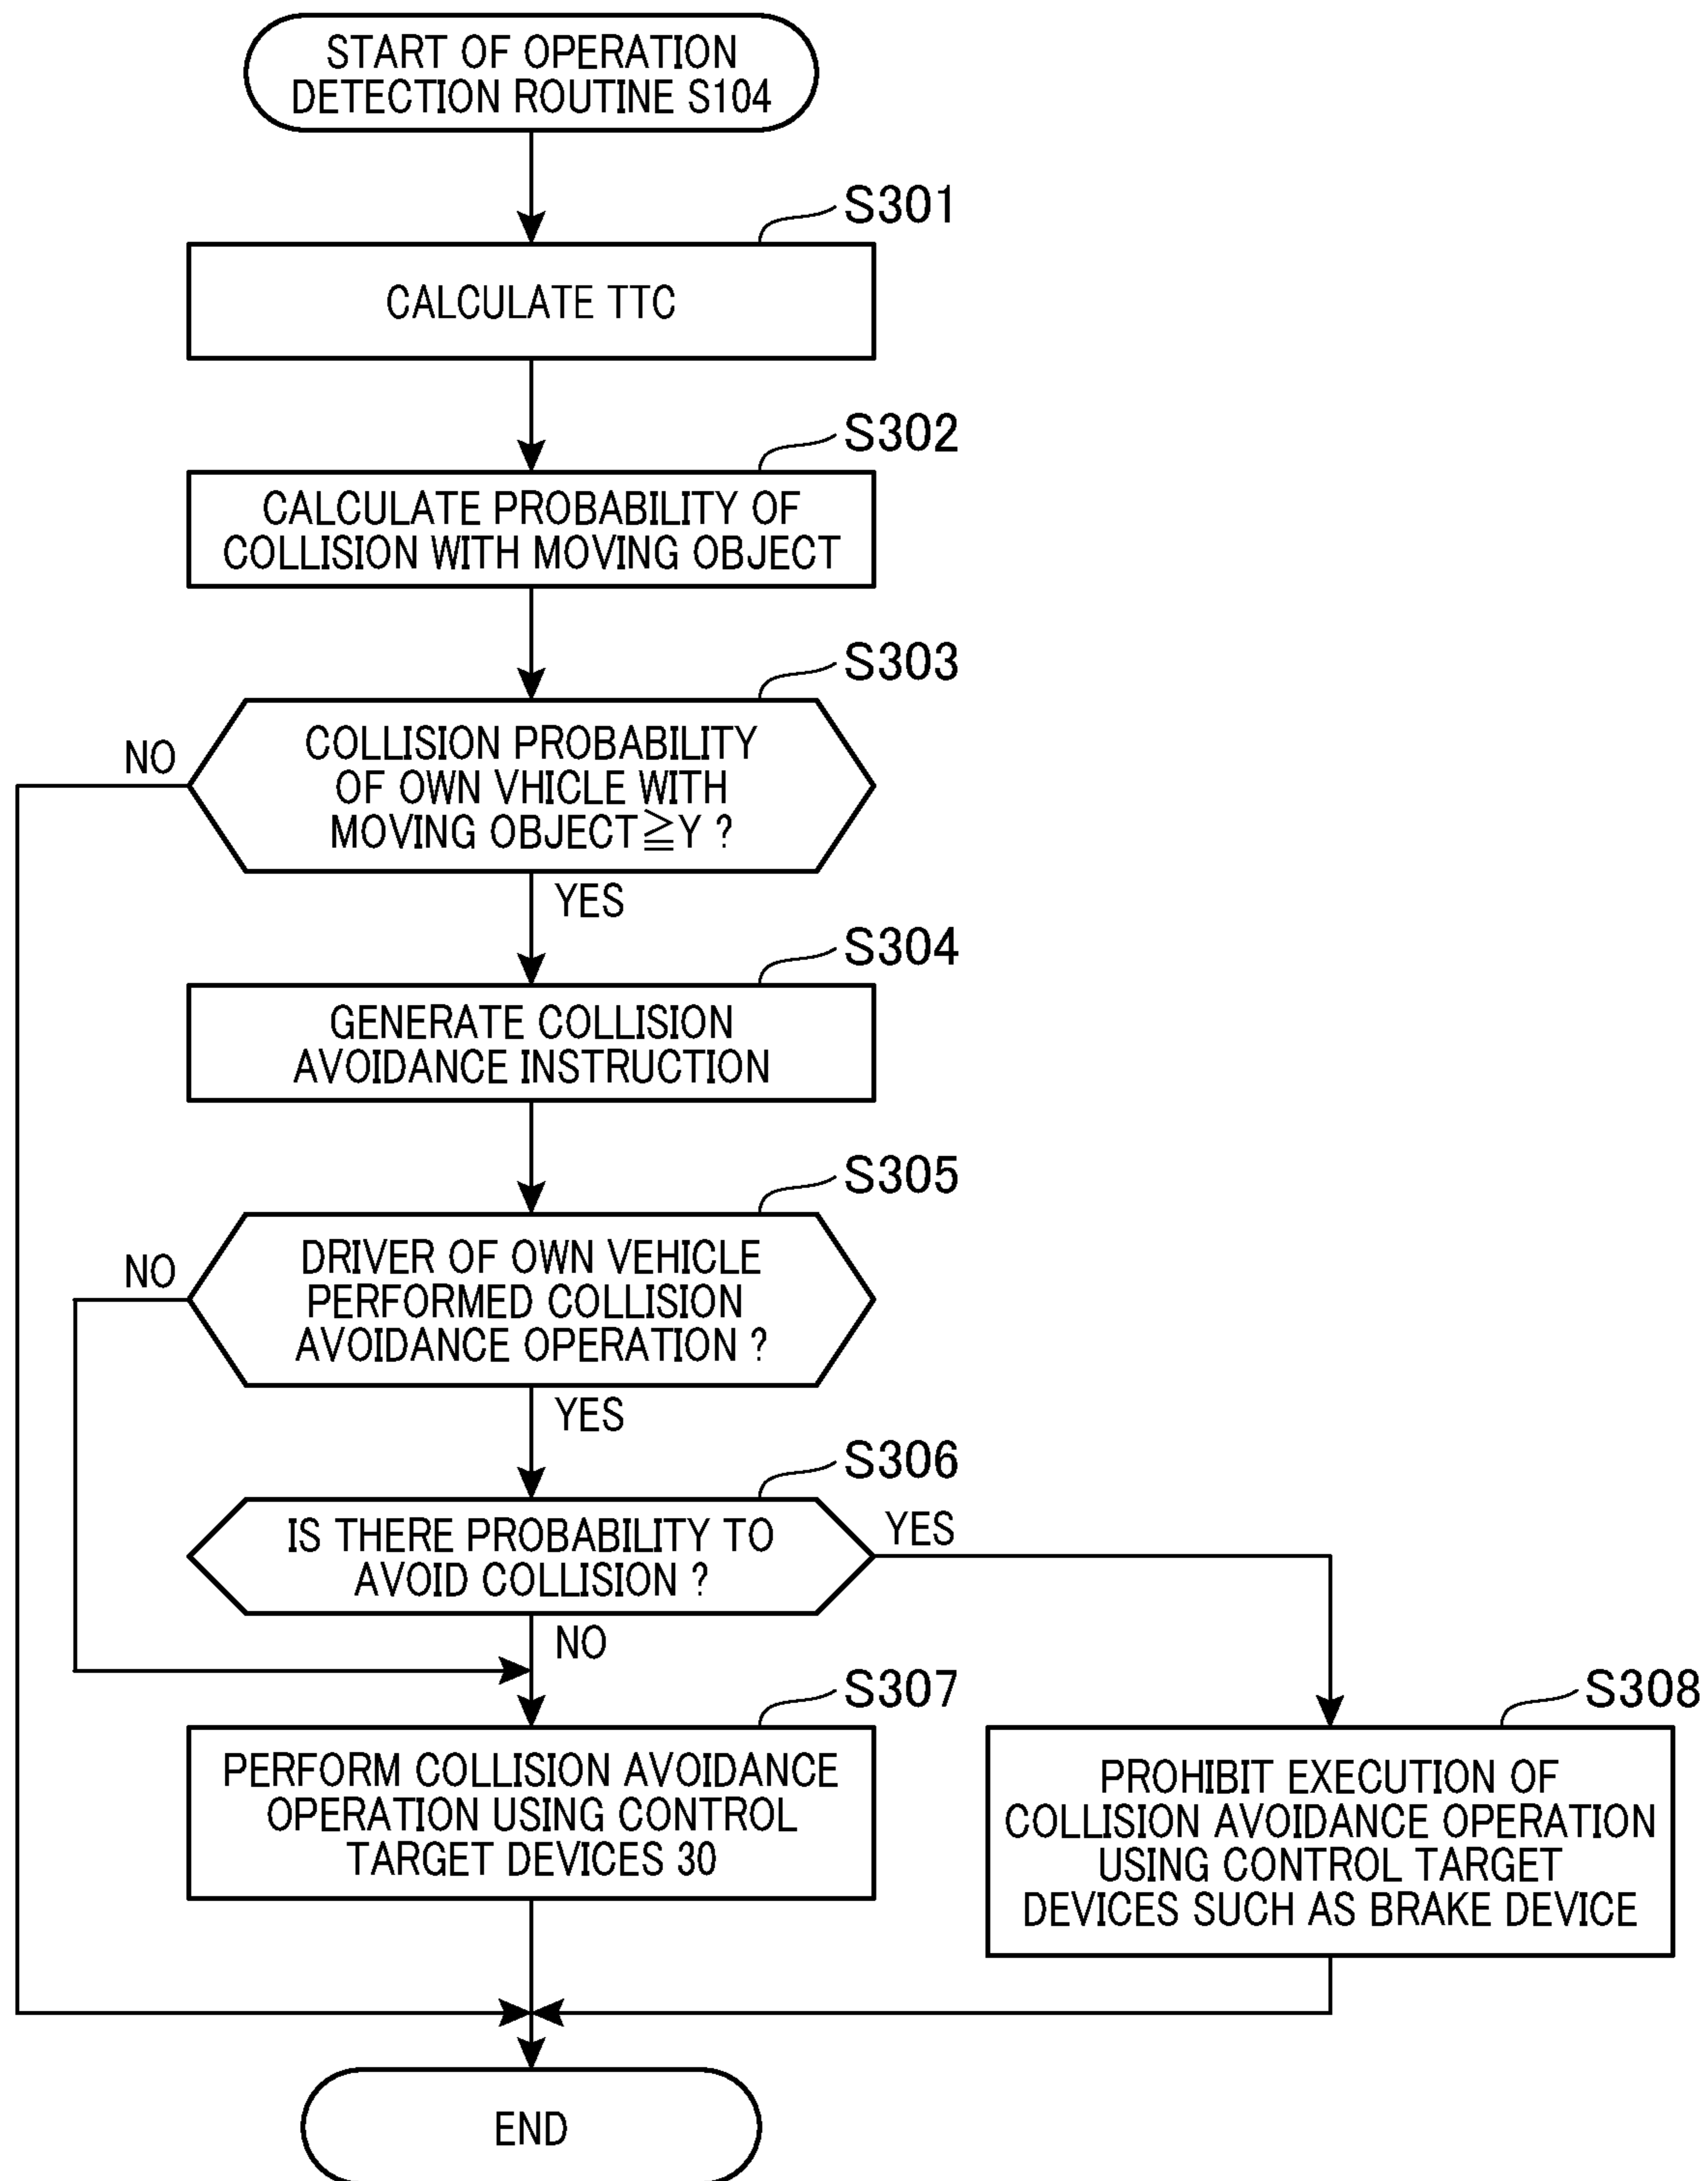 START OF OPERATION
DETECTION ROUTINE S104
S301
CALCULATE TTC
S302
CALCULATE PROBABILITY OF
COLLISION WITH MOVING OBJECT
S303
NO
COLLISION PROBABILITY
OF OWN VHICLE WITH
MOVING OBJECT≧Y ?
YES
S304
GENERATE COLLISION
AVOIDANCE INSTRUCTION
S305
NO
DRIVER OF OWN VEHICLE
PERFORMED COLLISION
AVOIDANCE OPERATION ?
YES
S306
IS THERE PROBABILITY TO
AVOID COLLISION ?
YES
NO
S307
PERFORM COLLISION AVOIDANCE
OPERATION USING CONTROL
TARGET DEVICES 30
S308
PROHIBIT EXECUTION OF
COLLISION AVOIDANCE OPERATION
USING CONTROL TARGET
DEVICES SUCH AS BRAKE DEVICE
END